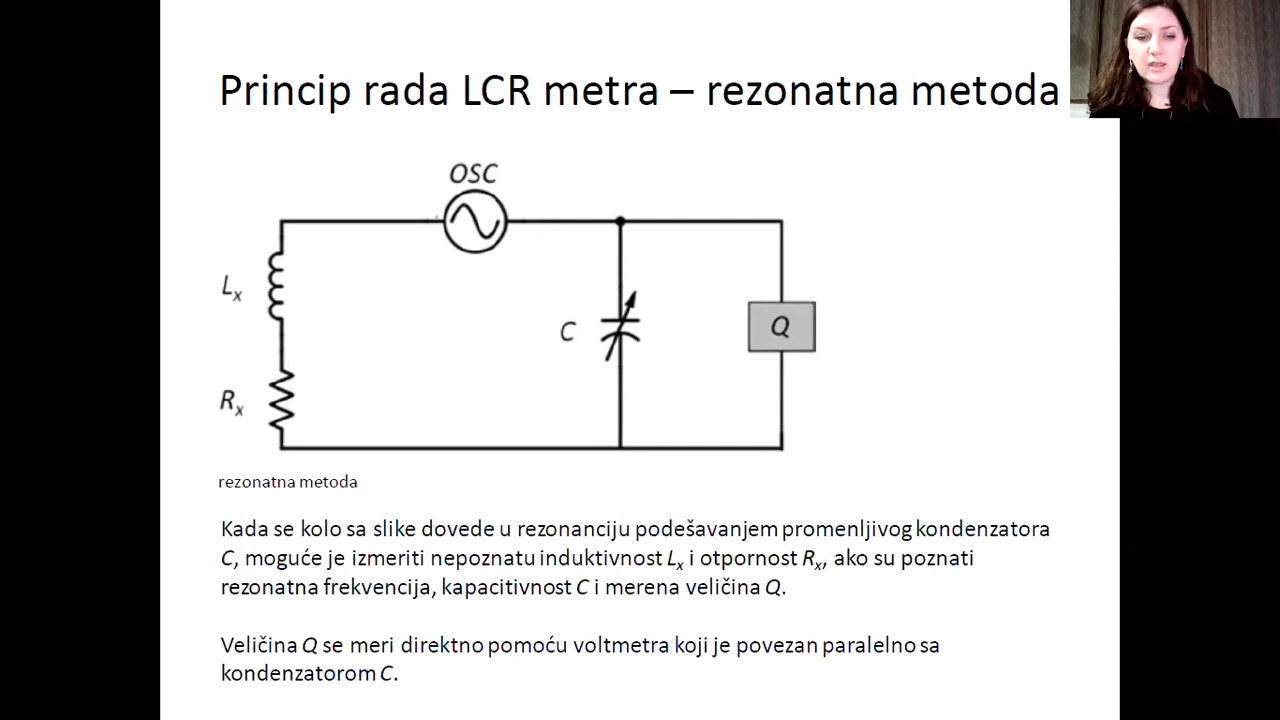 Princip rada LCR metra – rezonatna metoda
OSC
Lx
C
Q
Rx
rezonatna metoda
Kada se kolo sa slike dovede u rezonanciju podešavanjem promenljivog kondenzatora
C, moguće je izmeriti nepoznatu induktivnost Lx i otpornost Rx, ako su poznati
rezonatna frekvencija, kapacitivnost C i merena veličina Q.
Veličina Q se meri direktno pomoću voltmetra koji je povezan paralelno sa
kondenzatorom C.